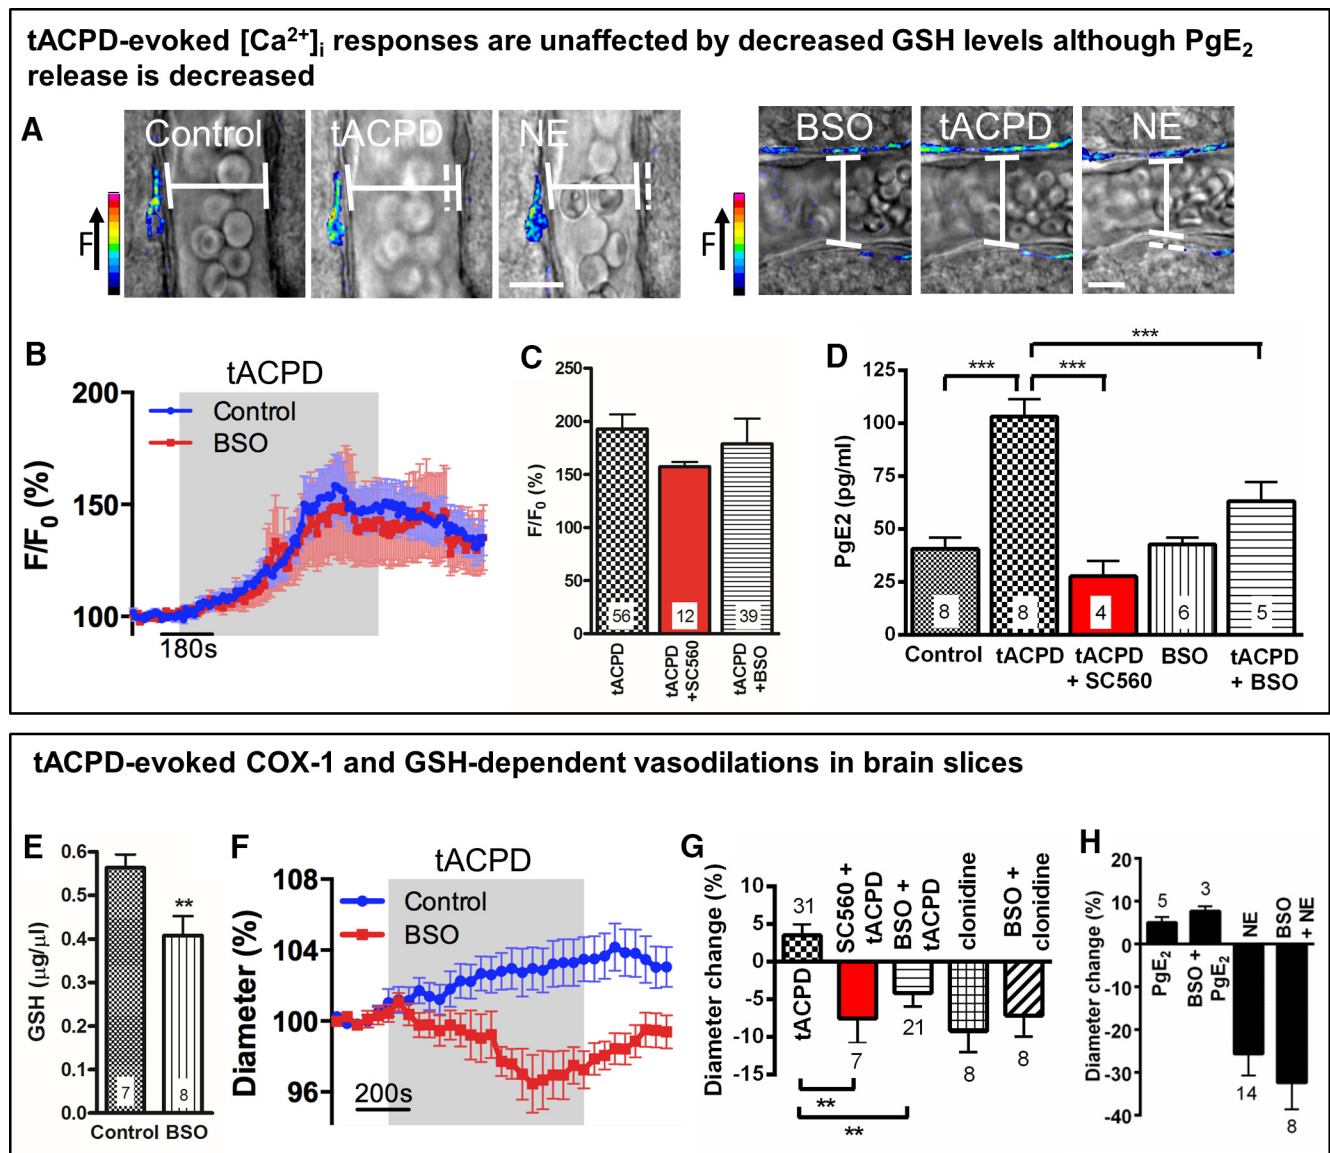 tACPD-evoked [Ca²⁺]ᵢ responses are unaffected by decreased GSH levels although PgE₂
release is decreased
A
Control
tACPD
NE
F
BSO
tACPD
NE
F
B
tACPD
Control
BSO
200
150
100
F/F₀ (%)
180s
C
250
200
150
100
50
0
F/F₀ (%)
56
12
39
tACPD
tACPD
+SC560
tACPD
+BSO
D
***
***
***
125
100
75
50
25
0
PgE2 (pg/ml)
8
8
4
6
5
Control
tACPD
tACPD
+ SC560
BSO
tACPD
+ BSO
tACPD-evoked COX-1 and GSH-dependent vasodilations in brain slices
E
0.6
0.5
0.4
0.3
0.2
0.1
0.0
GSH (µg/µl)
**
7
8
Control
BSO
F
tACPD
Control
BSO
108
104
100
96
Diameter (%)
200s
G
10
5
0
-5
-10
-15
Diameter change (%)
31
tACPD
SC560 +
tACPD
BSO +
tACPD
clonidine
BSO +
clonidine
7
21
8
8
**
**
H
20
10
0
-10
-20
-30
-40
Diameter change (%)
5
3
PgE₂
BSO +
PgE₂
NE
BSO
+ NE
14
8